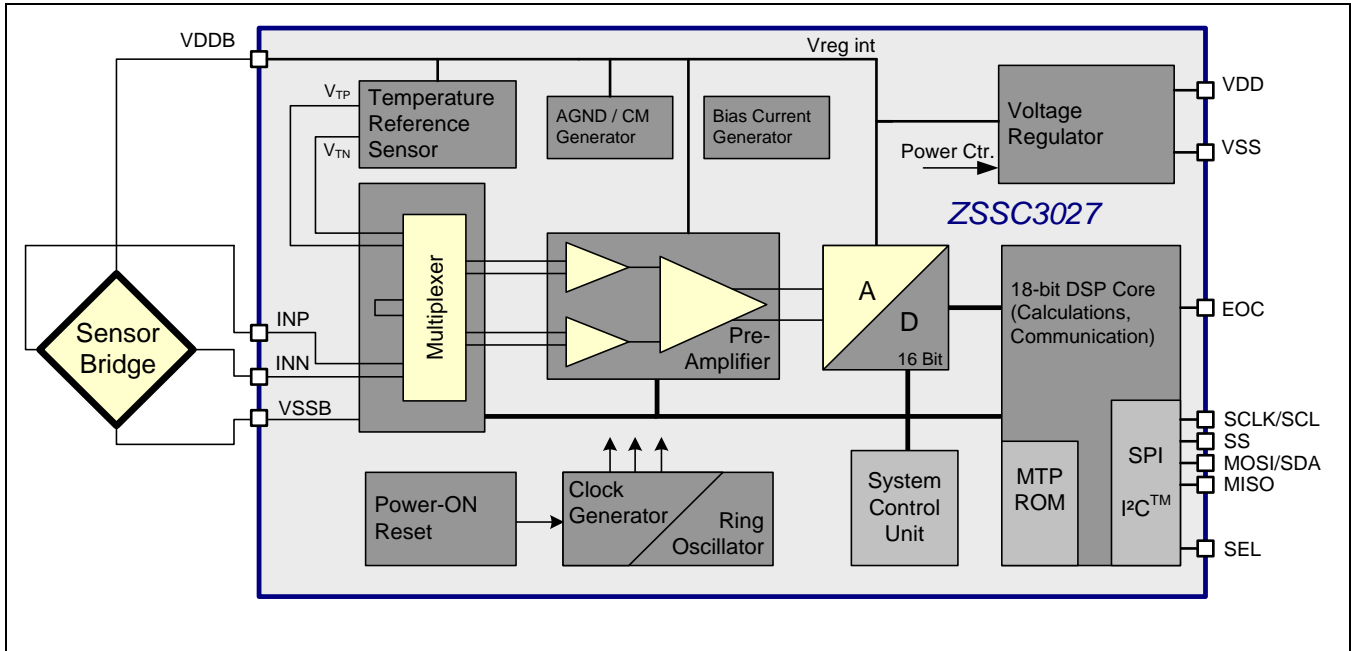 VDDB
Vreg int
VTP
Temperature
Reference
Sensor
VTN
AGND / CM
Generator
Bias Current
Generator
Voltage
Regulator
VDD
VSS
Power Ctr.
ZSSC3027
Sensor
Bridge
INP
INN
VSSB
Multiplexer
Pre-
Amplifier
A
D
16 Bit
18-bit DSP Core
(Calculations,
Communication)
EOC
SCLK/SCL
SS
MOSI/SDA
MISO
SEL
SPI
I²C™
MTP
ROM
Power-ON
Reset
Clock
Generator
Ring
Oscillator
System
Control
Unit